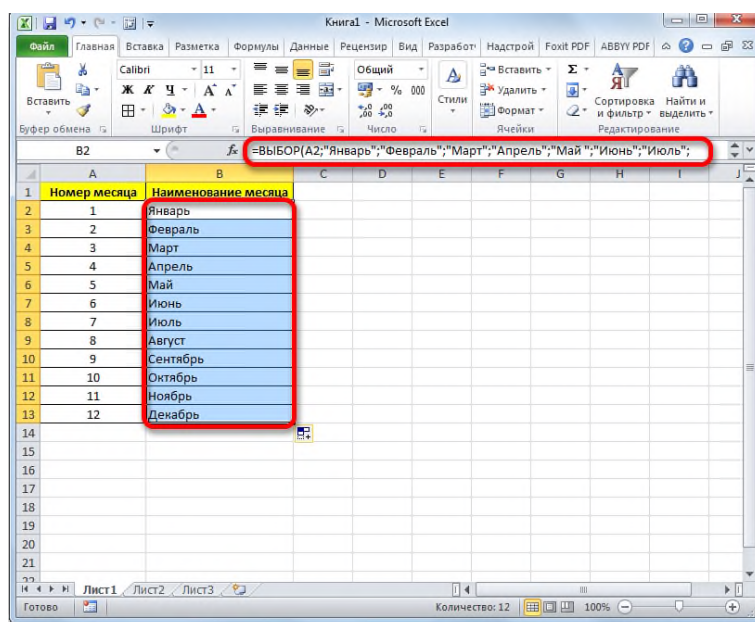 Книга1 - Microsoft Excel
Файл Главная Вставка Разметка Формулы Данные Рецензир Вид Разработч Надстрой Foxit PDF ABBYY PDF
Вставить
Calibri 11
Ж К Ч
Общий
% 000
Стили
Вставить
Удалить
Формат
Σ
Сортировка и фильтр
Найти и выделить
Буфер обмена Шрифт Выравнивание Число Ячейки Редактирование
B2 fx =ВЫБОР(A2;"Январь";"Февраль";"Март";"Апрель";"Май ";"Июнь";"Июль";
A B C D E F G H I J
1 Номер месяца Наименование месяца
2 1 Январь
3 2 Февраль
4 3 Март
5 4 Апрель
6 5 Май
7 6 Июнь
8 7 Июль
9 8 Август
10 9 Сентябрь
11 10 Октябрь
12 11 Ноябрь
13 12 Декабрь
14
15
16
17
18
19
20
21
22
Лист1 Лист2 Лист3
Готово Количество: 12 100%